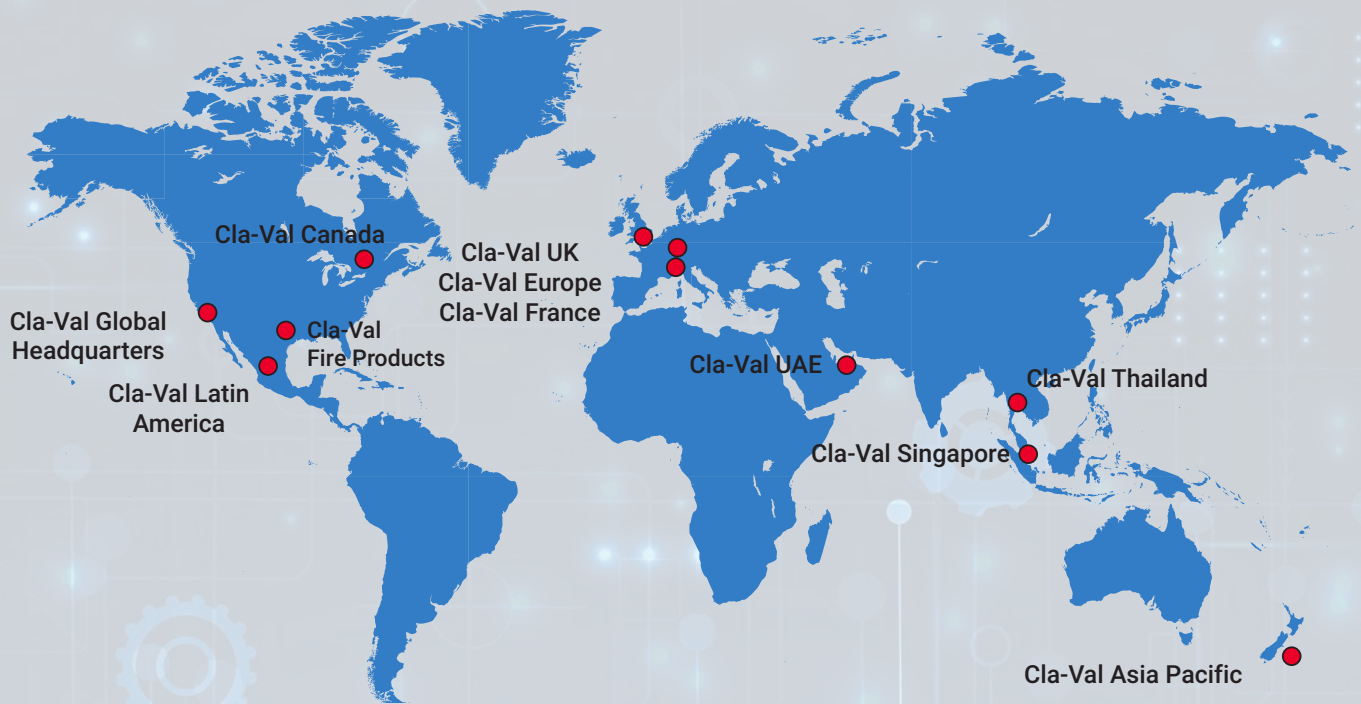 Cla-Val Canada
Cla-Val UK
Cla-Val Europe
Cla-Val France
Cla-Val Global
Headquarters
Cla-Val
Fire Products
Cla-Val Latin
America
Cla-Val UAE
Cla-Val Thailand
Cla-Val Singapore
Cla-Val Asia Pacific